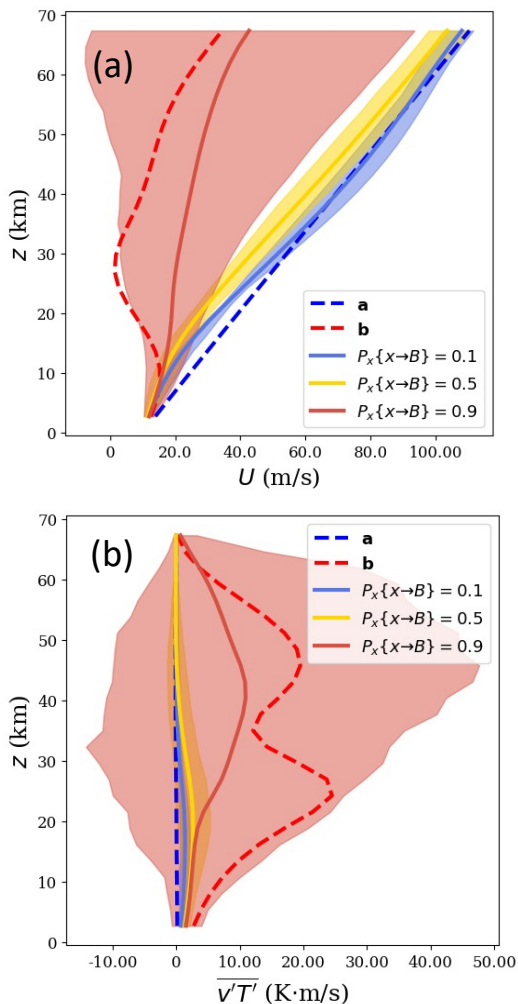 (a)
z (km)
70
60
50
40
30
20
10
0
a
b
P_x{x→B} = 0.1
P_x{x→B} = 0.5
P_x{x→B} = 0.9
0 20.0 40.0 60.0 80.0 100.00
U (m/s)
(b)
z (km)
70
60
50
40
30
20
10
0
a
b
P_x{x→B} = 0.1
P_x{x→B} = 0.5
P_x{x→B} = 0.9
-10.00 0 10.00 20.00 30.00 40.00 50.00
v'T' (K·m/s)